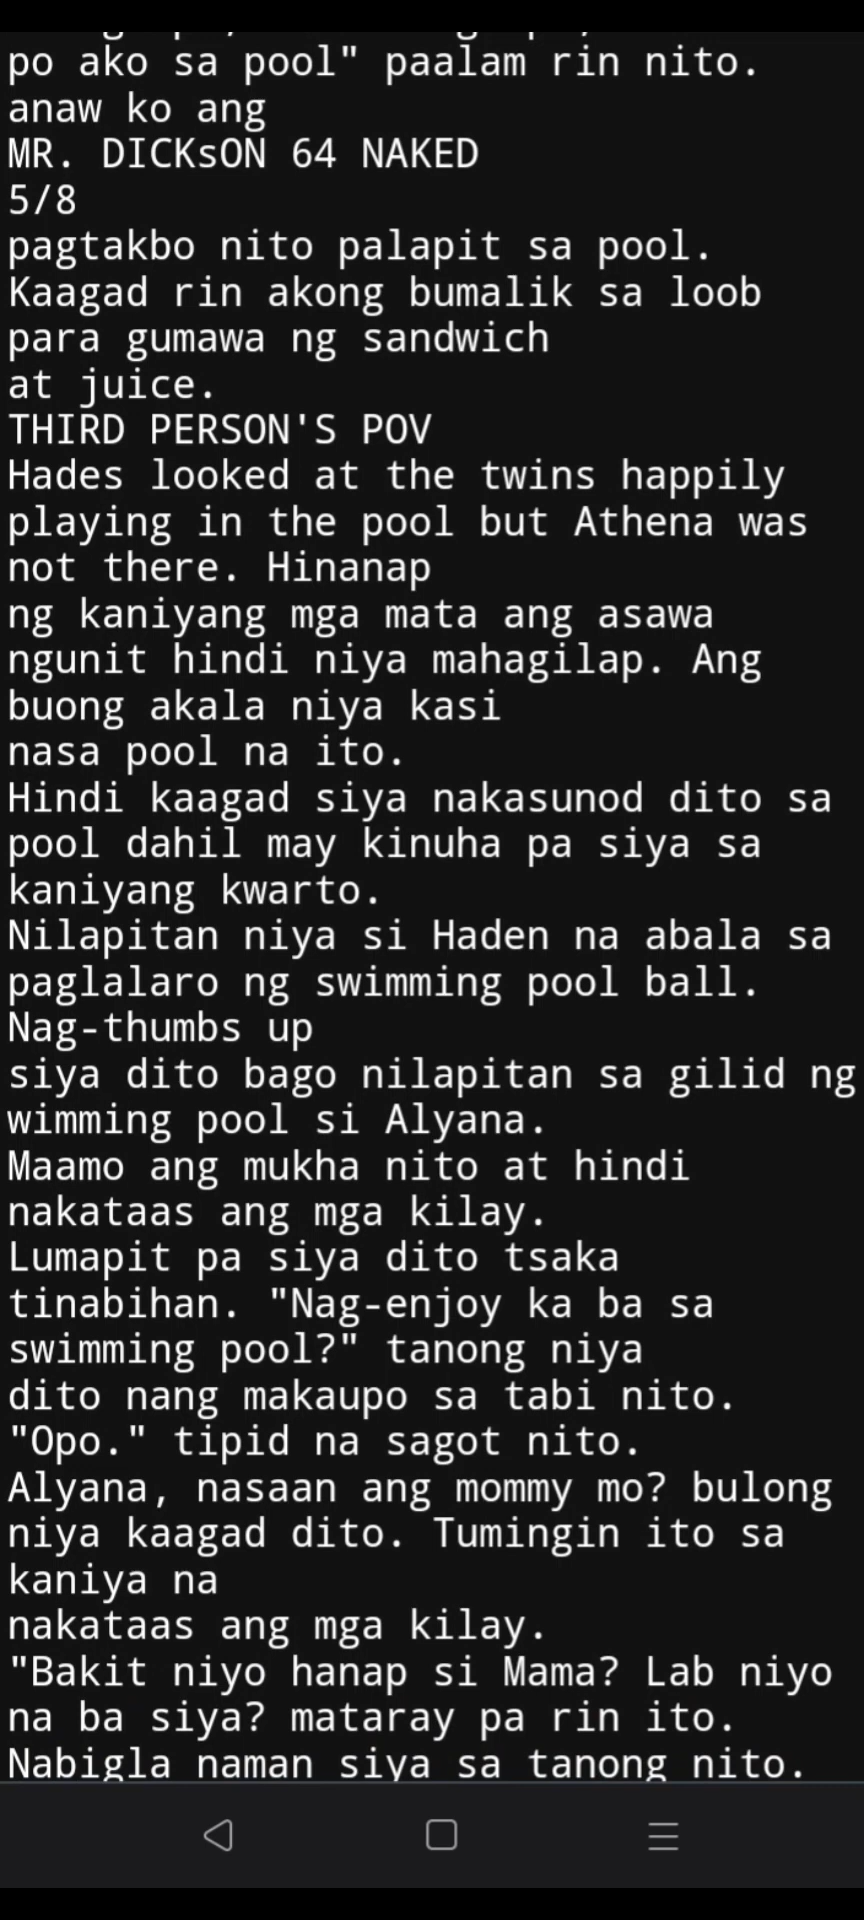 po ako sa pool" paalam rin nito.
anaw ko ang
MR. DICKsON 64 NAKED
5/8
pagtakbo nito palapit sa pool.
Kaagad rin akong bumalik sa loob
para gumawa ng sandwich
at juice.
THIRD PERSON'S POV
Hades looked at the twins happily
playing in the pool but Athena was
not there. Hinanap
ng kaniyang mga mata ang asawa
ngunit hindi niya mahagilap. Ang
buong akala niya kasi
nasa pool na ito.
Hindi kaagad siya nakasunod dito sa
pool dahil may kinuha pa siya sa
kaniyang kwarto.
Nilapitan niya si Haden na abala sa
paglalaro ng swimming pool ball.
Nag-thumbs up
siya dito bago nilapitan sa gilid ng
wimming pool si Alyana.
Maamo ang mukha nito at hindi
nakataas ang mga kilay.
Lumapit pa siya dito tsaka
tinabihan. "Nag-enjoy ka ba sa
swimming pool?" tanong niya
dito nang makaupo sa tabi nito.
"Opo." tipid na sagot nito.
Alyana, nasaan ang mommy mo? bulong
niya kaagad dito. Tumingin ito sa
kaniya na
nakataas ang mga kilay.
"Bakit niyo hanap si Mama? Lab niyo
na ba siya? mataray pa rin ito.
Nabigla naman siya sa tanong nito.